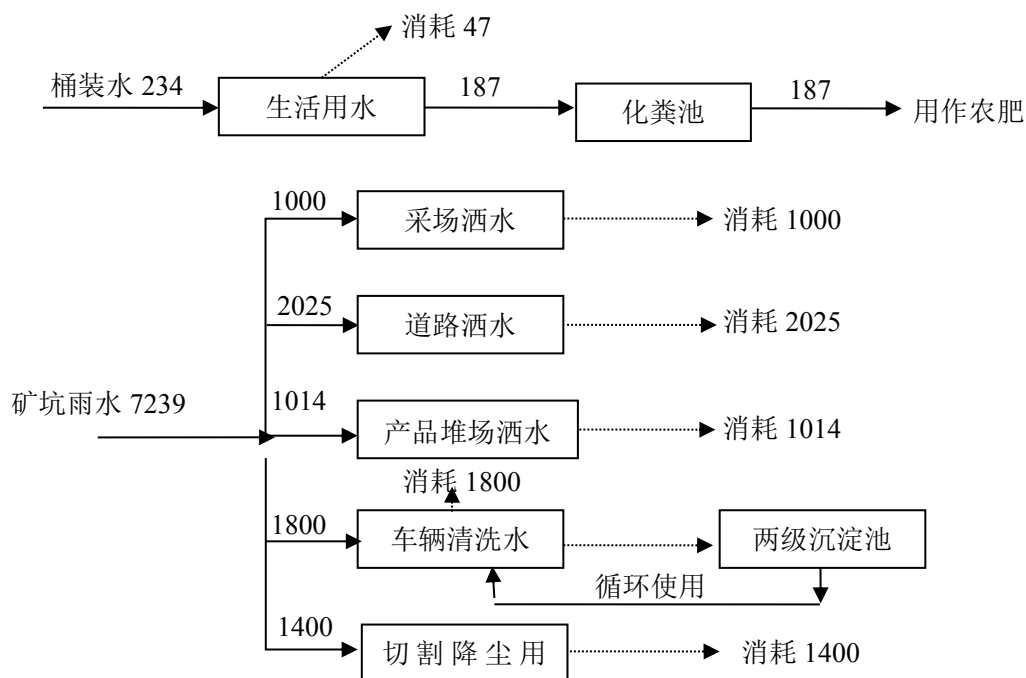 消耗 47
桶装水 234
生活用水
187
化粪池
187
用作农肥
1000
采场洒水
消耗 1000
2025
道路洒水
消耗 2025
矿坑雨水 7239
1014
产品堆场洒水
消耗 1014
消耗 1800
1800
车辆清洗水
两级沉淀池
循环使用
1400
切 割 降 尘 用
消耗 1400